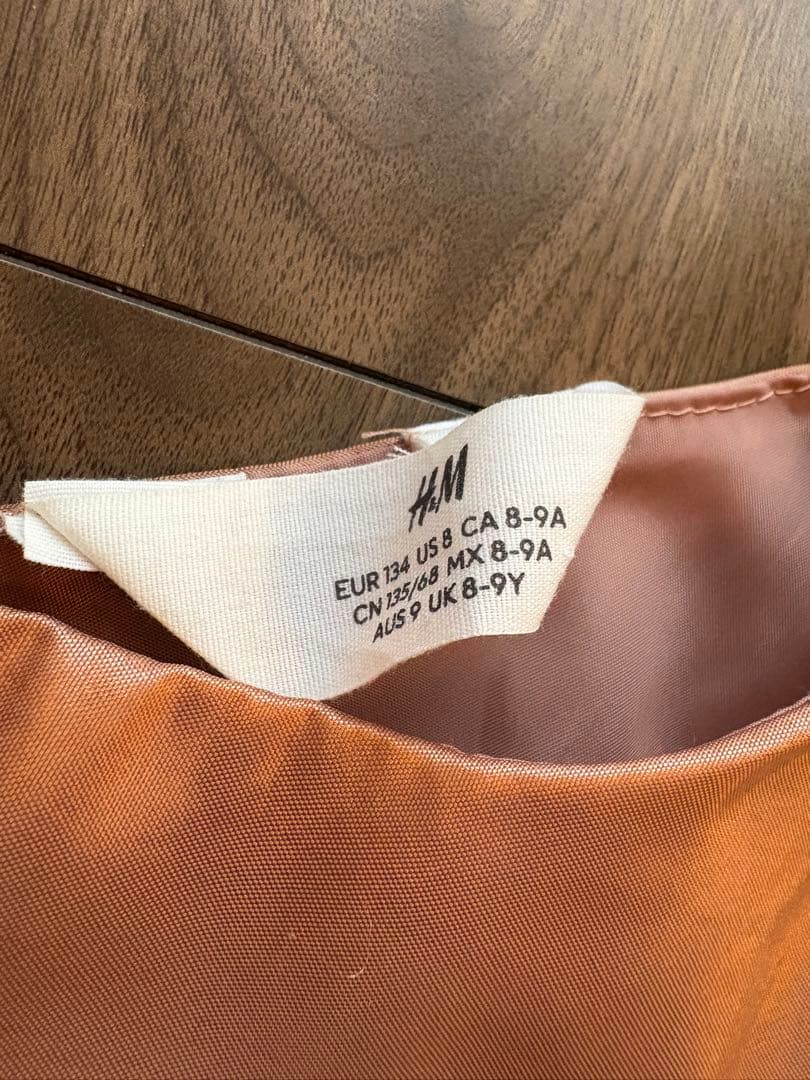 H&M
EUR 134 US 8 CA 8-9A
CN 135/68 MX 8-9A
AUS 9 UK 8-9Y